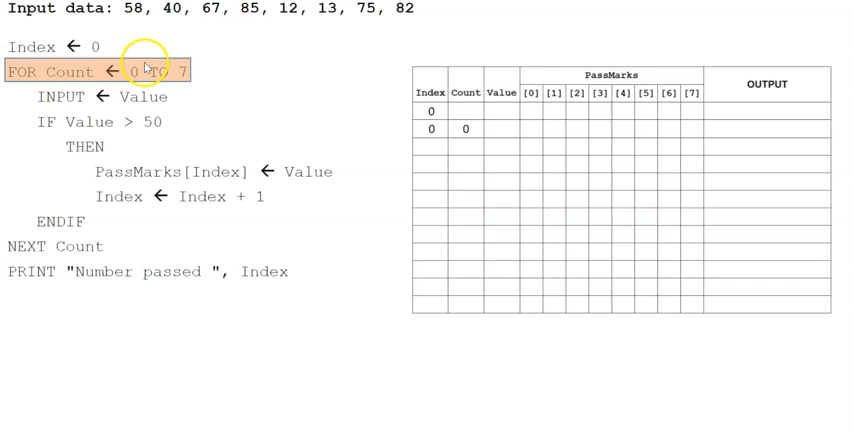 Input data: 58, 40, 67, 85, 12, 13, 75, 82
Index ← 0
FOR Count ← 0 TO 7
INPUT ← Value
IF Value > 50
THEN
PassMarks[Index] ← Value
Index ← Index + 1
ENDIF
NEXT Count
PRINT "Number passed ", Index
PassMarks
Index Count Value [0] [1] [2] [3] [4] [5] [6] [7] OUTPUT
0
0 0